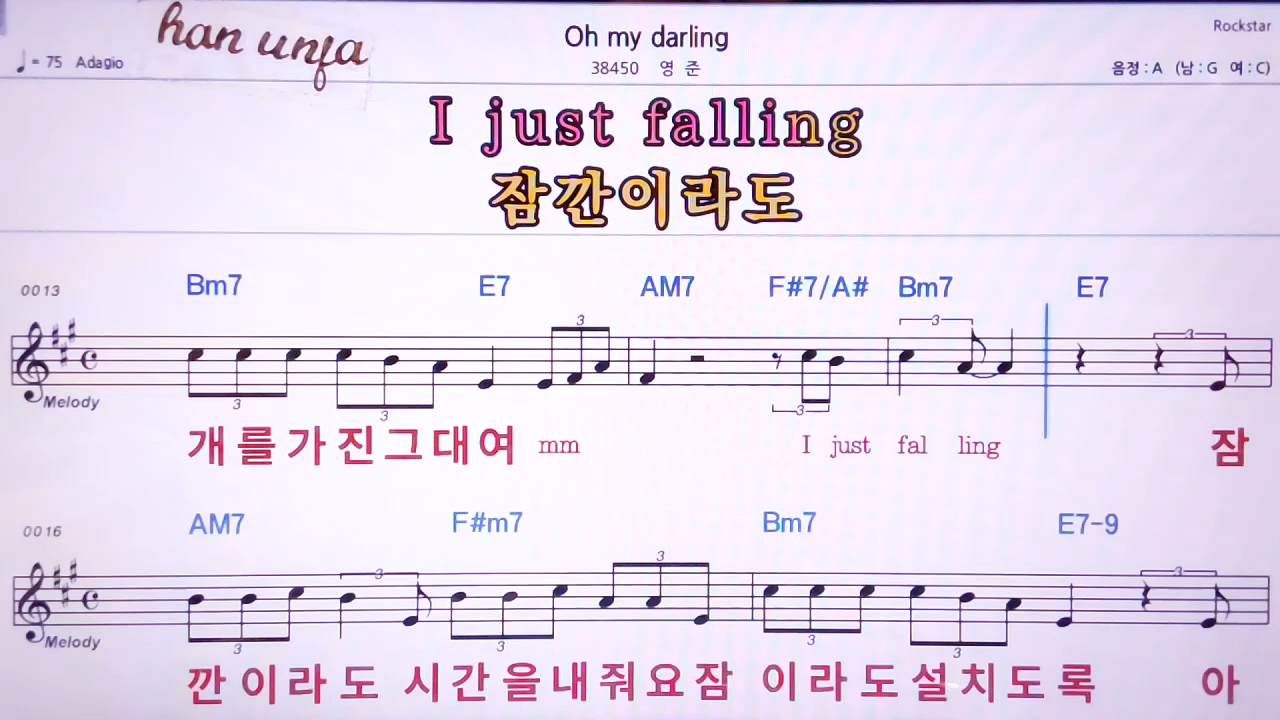 han unja
Oh my darling
Rockstar
♩= 75 Adagio
38450 영 준
음정 : A (남 : G 여 : C)
I just falling
잠깐이라도
0013
Bm7 E7 AM7 F#7/A# Bm7 E7
3 3 3 3 3 3
Melody
개를가진그대여 mm I just fal ling 잠
0016
AM7 F#m7 Bm7 E7-9
3 3 3 3 3 3 3
Melody
깐이라도 시간을내줘요잠 이라도설치도록 아